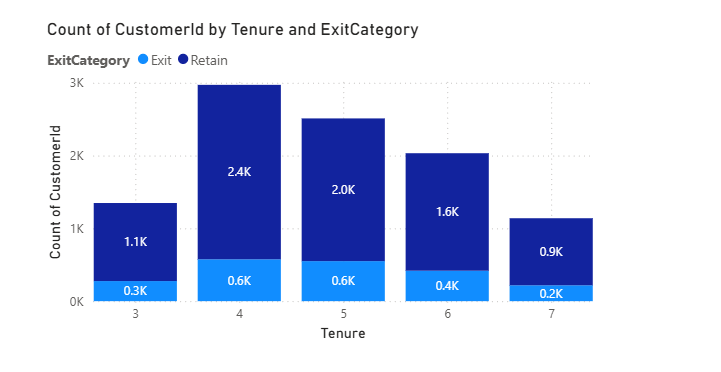 Count of CustomerId by Tenure and ExitCategory
ExitCategory Exit Retain
3K
2K
1K
0K
Count of CustomerId
1.1K
0.3K
2.4K
0.6K
2.0K
0.6K
1.6K
0.4K
0.9K
0.2K
3 4 5 6 7
Tenure